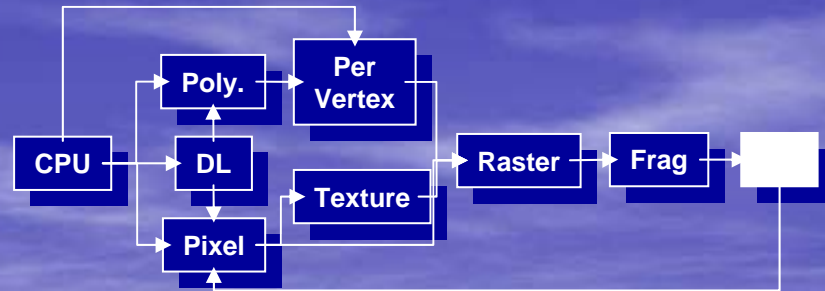 Poly.
Per
Vertex
CPU
DL
Raster
Frag
Texture
Pixel